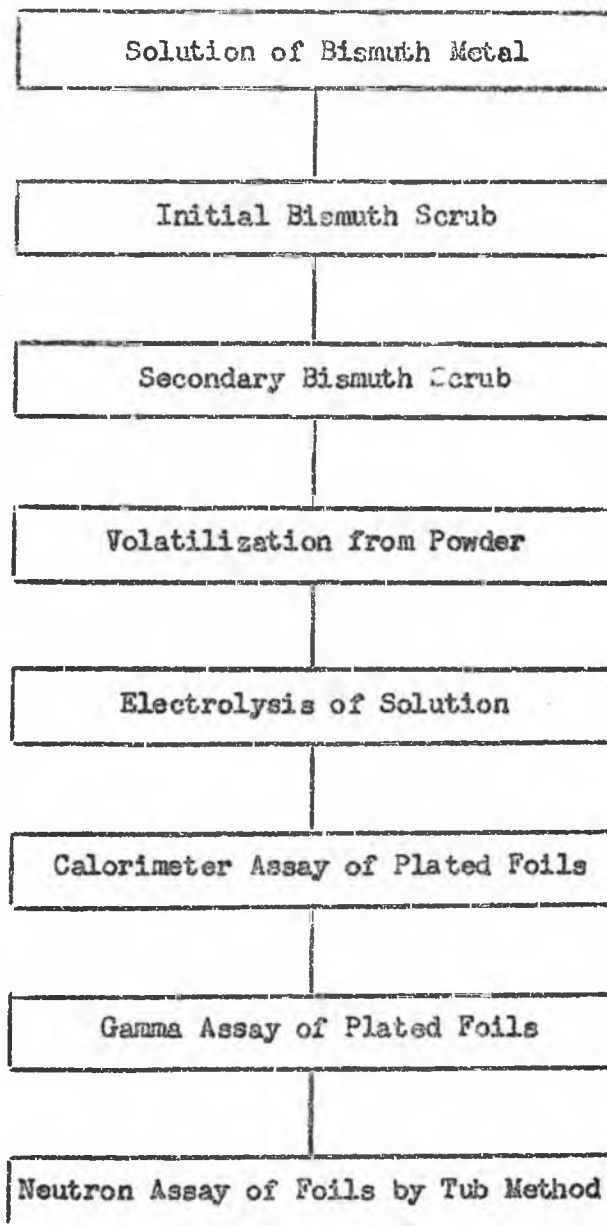 Solution of Bismuth Metal
Initial Bismuth Scrub
Secondary Bismuth Scrub
Volatilization from Powder
Electrolysis of Solution
Calorimeter Assay of Plated Foils
Gamma Assay of Plated Foils
Neutron Assay of Foils by Tub Method